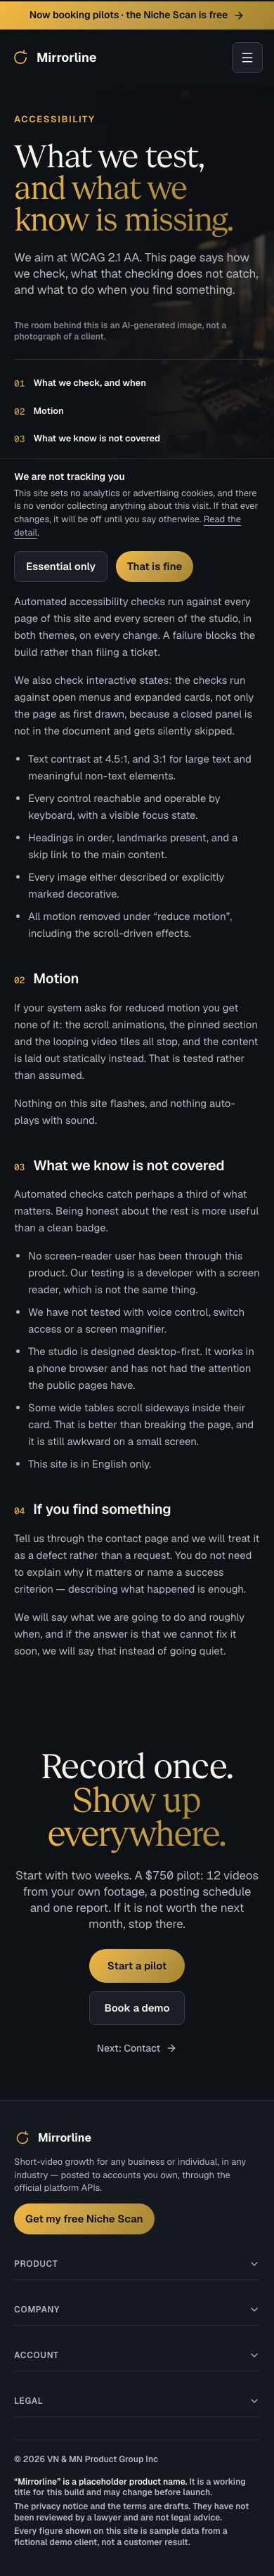 Now booking pilots · the Niche Scan is free →
Mirrorline
ACCESSIBILITY
What we test,
and what we
know is missing.
We aim at WCAG 2.1 AA. This page says how
we check, what that checking does not catch,
and what to do when you find something.
The room behind this is an AI-generated image, not a
photograph of a client.
01 What we check, and when
02 Motion
03 What we know is not covered
We are not tracking you
This site sets no analytics or advertising cookies, and there
is no vendor collecting anything about this visit. If that ever
changes, it will be off until you say otherwise. Read the
detail.
Essential only
That is fine
Automated accessibility checks run against every
page of this site and every screen of the studio, in
both themes, on every change. A failure blocks the
build rather than filing a ticket.
We also check interactive states: the checks run
against open menus and expanded cards, not only
the page as first drawn, because a closed panel is
not in the document and gets silently skipped.
• Text contrast at 4.5:1, and 3:1 for large text and
meaningful non-text elements.
• Every control reachable and operable by
keyboard, with a visible focus state.
• Headings in order, landmarks present, and a
skip link to the main content.
• Every image either described or explicitly
marked decorative.
• All motion removed under “reduce motion”,
including the scroll-driven effects.
02 Motion
If your system asks for reduced motion you get
none of it: the scroll animations, the pinned section
and the looping video tiles all stop, and the content
is laid out statically instead. That is tested rather
than assumed.
Nothing on this site flashes, and nothing auto-
plays with sound.
03 What we know is not covered
Automated checks catch perhaps a third of what
matters. Being honest about the rest is more useful
than a clean badge.
• No screen-reader user has been through this
product. Our testing is a developer with a screen
reader, which is not the same thing.
• We have not tested with voice control, switch
access or a screen magnifier.
• The studio is designed desktop-first. It works in
a phone browser and has not had the attention
the public pages have.
• Some wide tables scroll sideways inside their
card. That is better than breaking the page, and
it is still awkward on a small screen.
• This site is in English only.
04 If you find something
Tell us through the contact page and we will treat it
as a defect rather than a request. You do not need
to explain why it matters or name a success
criterion — describing what happened is enough.
We will say what we are going to do and roughly
when, and if the answer is that we cannot fix it
soon, we will say that instead of going quiet.
Record once.
Show up
everywhere.
Start with two weeks. A $750 pilot: 12 videos
from your own footage, a posting schedule
and one report. If it is not worth the next
month, stop there.
Start a pilot
Book a demo
Next: Contact →
Mirrorline
Short-video growth for any business or individual, in any
industry — posted to accounts you own, through the
official platform APIs.
Get my free Niche Scan
PRODUCT
COMPANY
ACCOUNT
LEGAL
© 2026 VN & MN Product Group Inc
“Mirrorline” is a placeholder product name. It is a working
title for this build and may change before launch.
The privacy notice and the terms are drafts. They have not
been reviewed by a lawyer and are not legal advice.
Every figure shown on this site is sample data from a
fictional demo client, not a customer result.